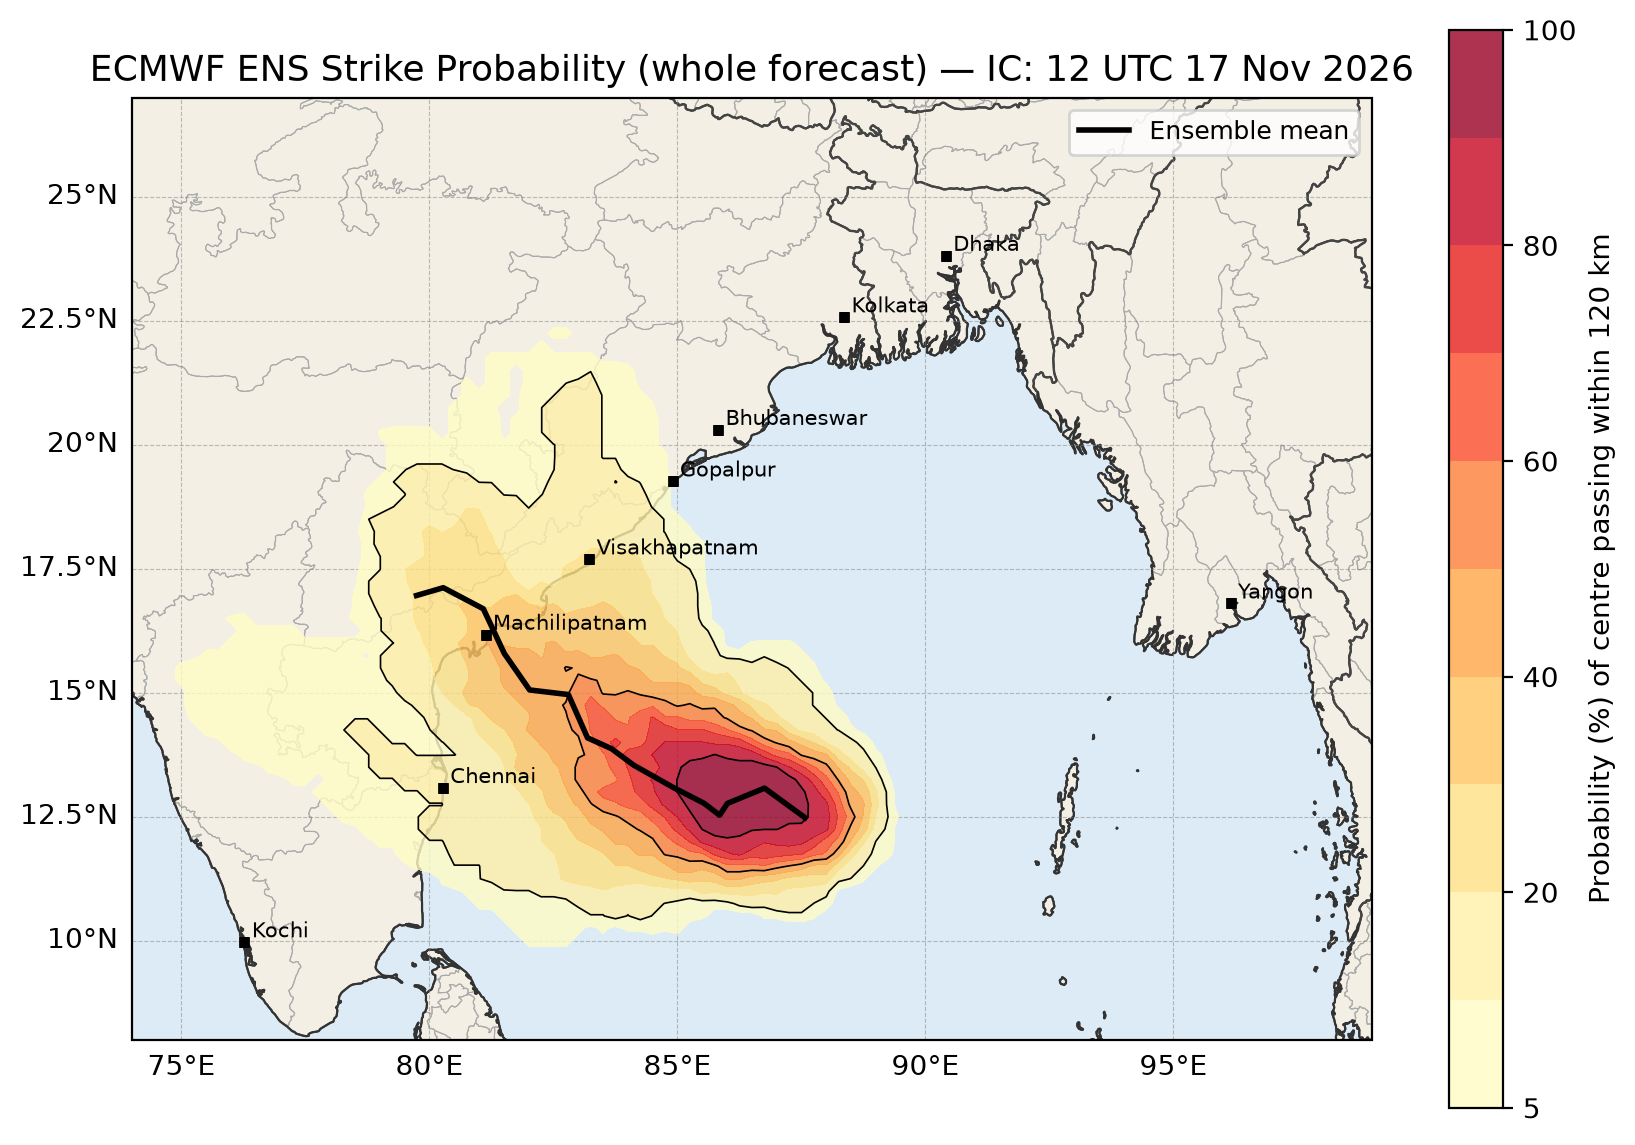 ECMWF ENS Strike Probability (whole forecast) — IC: 12 UTC 17 Nov 2026
Ensemble mean
25°N
22.5°N
20°N
17.5°N
15°N
12.5°N
10°N
Dhaka
Kolkata
Bhubaneswar
Gopalpur
Visakhapatnam
Yangon
Machilipatnam
Chennai
Kochi
75°E
80°E
85°E
90°E
95°E
100
80
60
40
20
5
Probability (%) of centre passing within 120 km